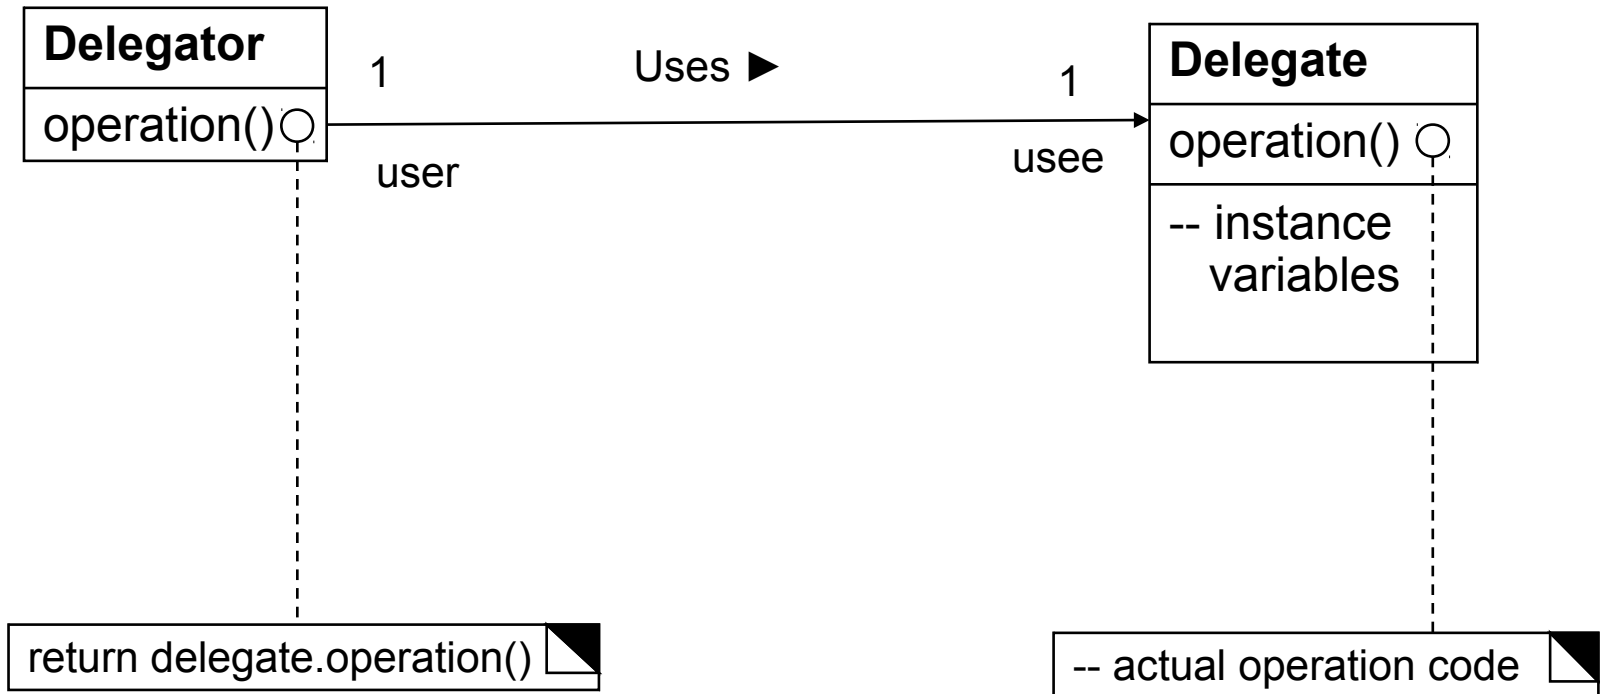 Delegator
operation()
1
Uses ►
1
user
usee
Delegate
operation()
-- instance
variables
return delegate.operation()
-- actual operation code